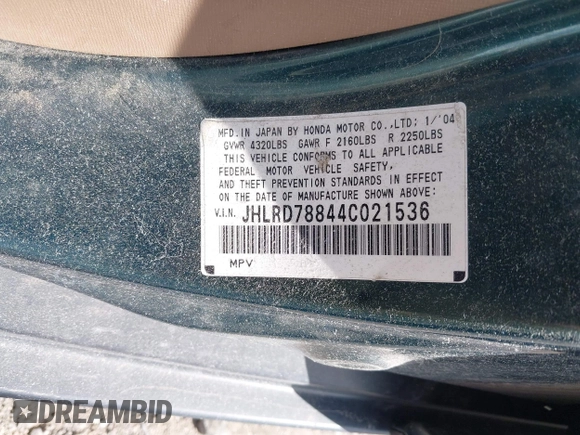 MFD. IN JAPAN BY HONDA MOTOR CO.,LTD: 1/'04
GVWR 4320LBS GAWR F 2160LBS R 2250LBS
THIS VEHICLE CONFORMS TO ALL APPLICABLE
FEDERAL MOTOR VEHICLE SAFETY,
AND THEFT PREVENTION STANDARDS IN EFFECT
ON THE DATE OF MANUFACTURE SHOWN ABOVE:
V.I.N. JHLRD78844C021536
MPV
DREAMBID